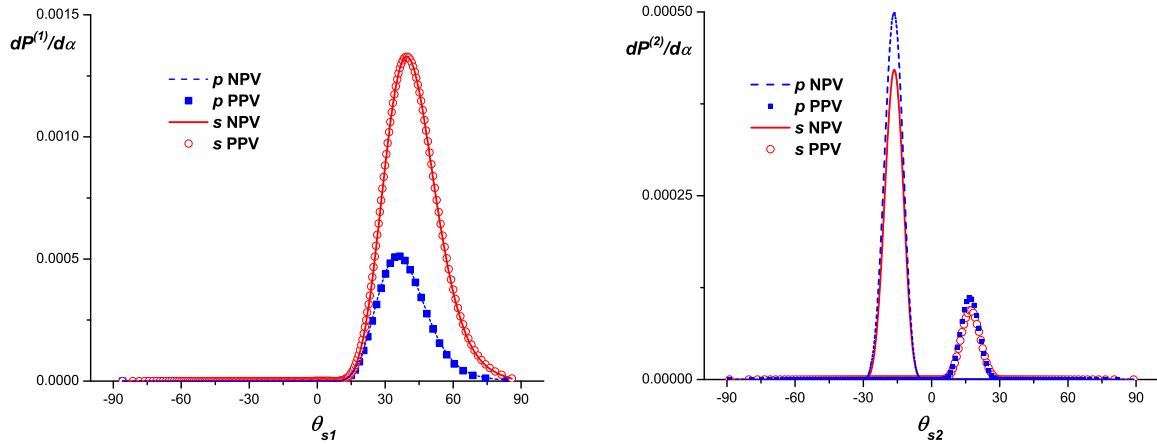 dP(1)/dα
0.0015
0.0010
0.0005
0.0000
p NPV
p PPV
s NPV
s PPV
-90 -60 -30 0 30 60 90
θs1
dP(2)/dα
0.00050
0.00025
0.00000
p NPV
p PPV
s NPV
s PPV
-90 -60 -30 0 30 60 90
θs2